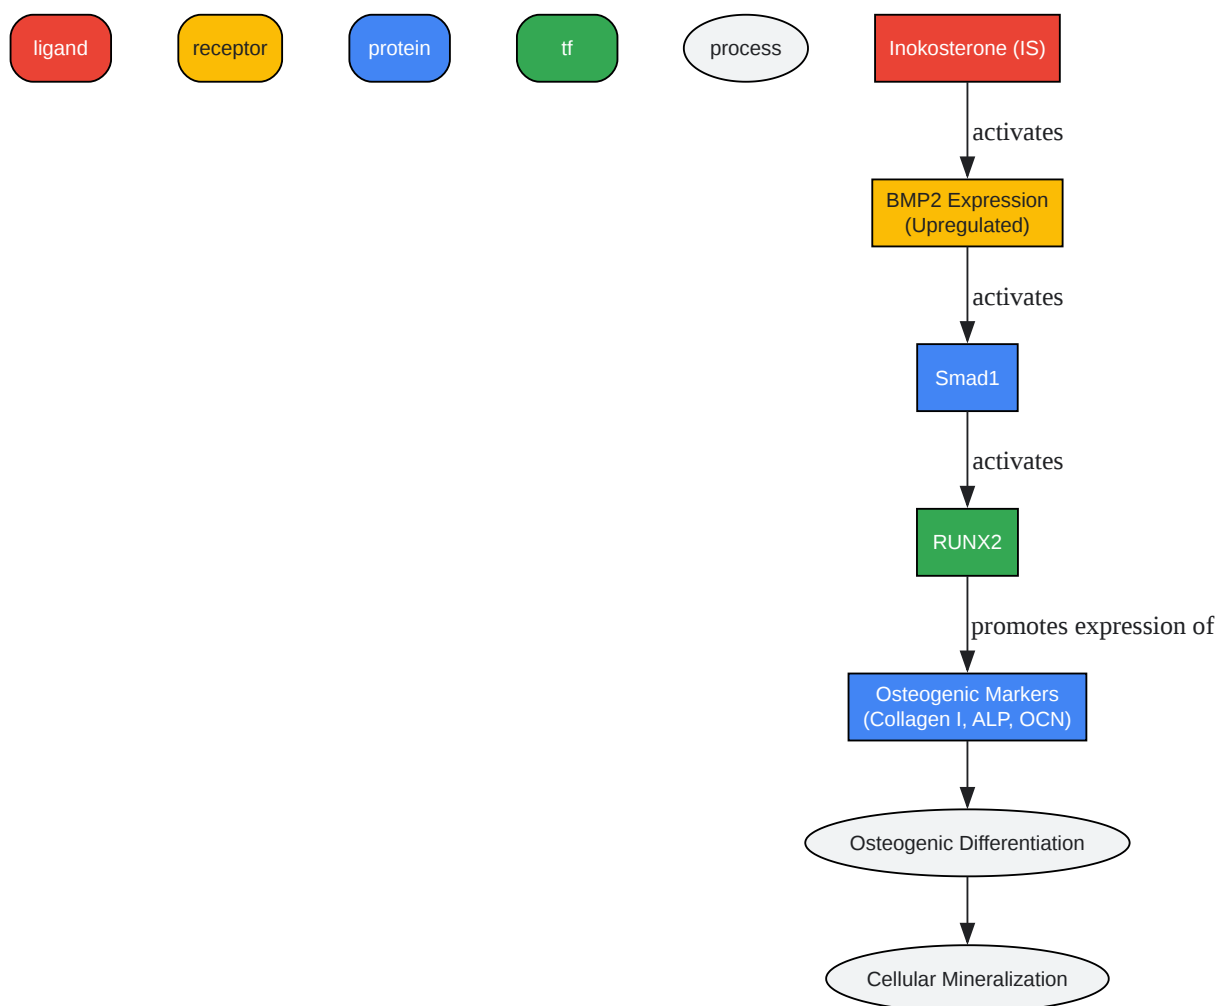 ligand
receptor
protein
tf
process
Inokosterone (IS)
activates
BMP2 Expression
(Upregulated)
activates
Smad1
activates
RUNX2
promotes expression of
Osteogenic Markers
(Collagen I, ALP, OCN)
Osteogenic Differentiation
Cellular Mineralization